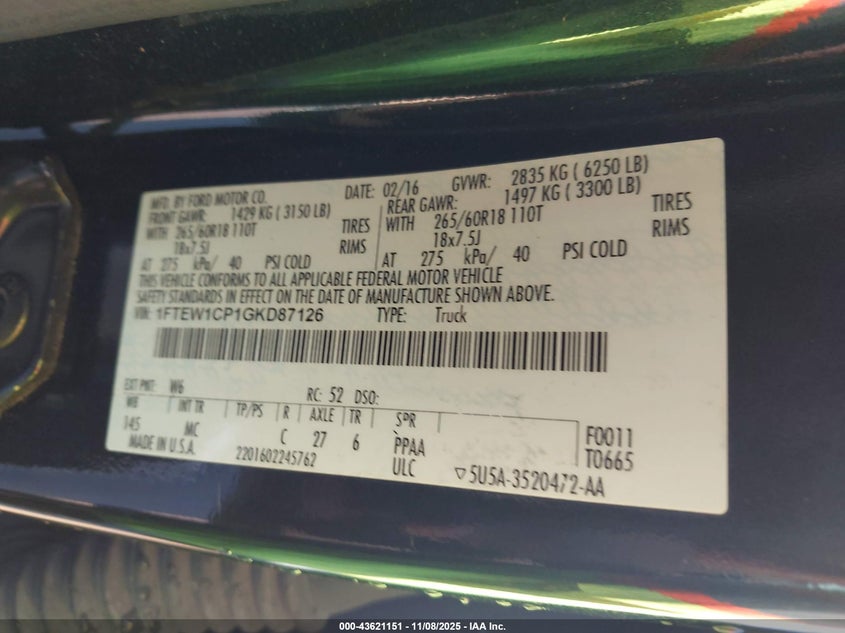 MFD. BY FORD MOTOR CO. DATE: 02/16 GVWR: 2835 KG ( 6250 LB)
FRONT GAWR: 1429 KG ( 3150 LB) REAR GAWR: 1497 KG ( 3300 LB)
WITH 265/60R18 110T TIRES WITH 265/60R18 110T TIRES
18x7.5J RIMS 18x7.5J RIMS
AT 275 kPa/ 40 PSI COLD AT 275 kPa/ 40 PSI COLD
THIS VEHICLE CONFORMS TO ALL APPLICABLE FEDERAL MOTOR VEHICLE
SAFETY STANDARDS IN EFFECT ON THE DATE OF MANUFACTURE SHOWN ABOVE.
VIN: 1FTEW1CP1GKD87126 TYPE: Truck
EXT PNT: W6 RC: 52 DSO:
WB INT TR TP/PS R AXLE TR SPR
145 MC C 27 6 PPAA F0011
MADE IN U.S.A. 2201602245762 ULC T0665
▽5U5A-3520472-AA
000-43621151 - 11/08/2025 - IAA Inc.